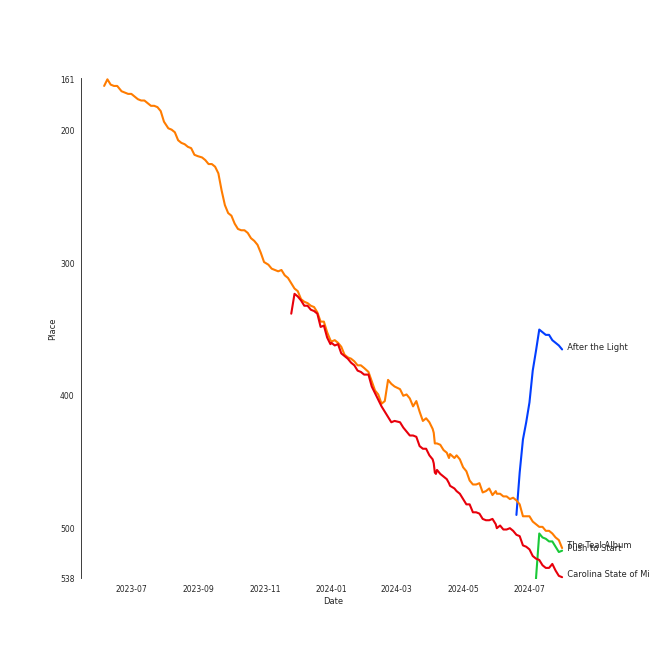 161
200
300
400
500
538
Place
2023-07
2023-09
2023-11
2024-01
2024-03
2024-05
2024-07
Date
After the Light
The Teal Album
Push to Start
Carolina State of Mi